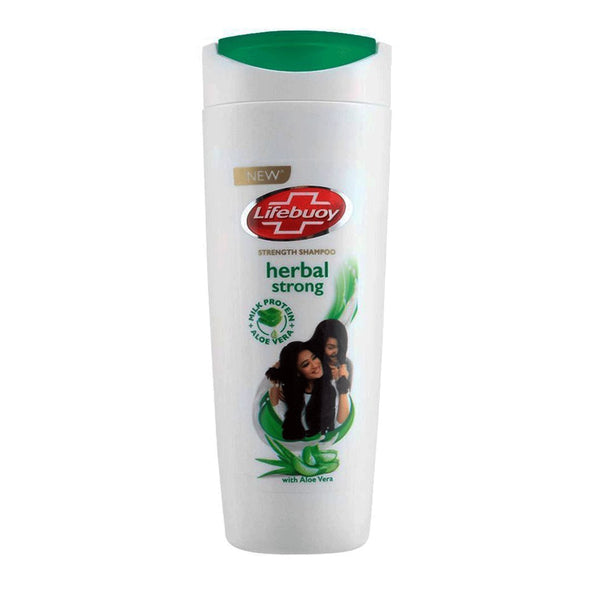 NEW*
Lifebuoy
STRENGTH SHAMPOO
herbal
strong
+ MILK PROTEIN +
ALOE VERA
with Aloe Vera